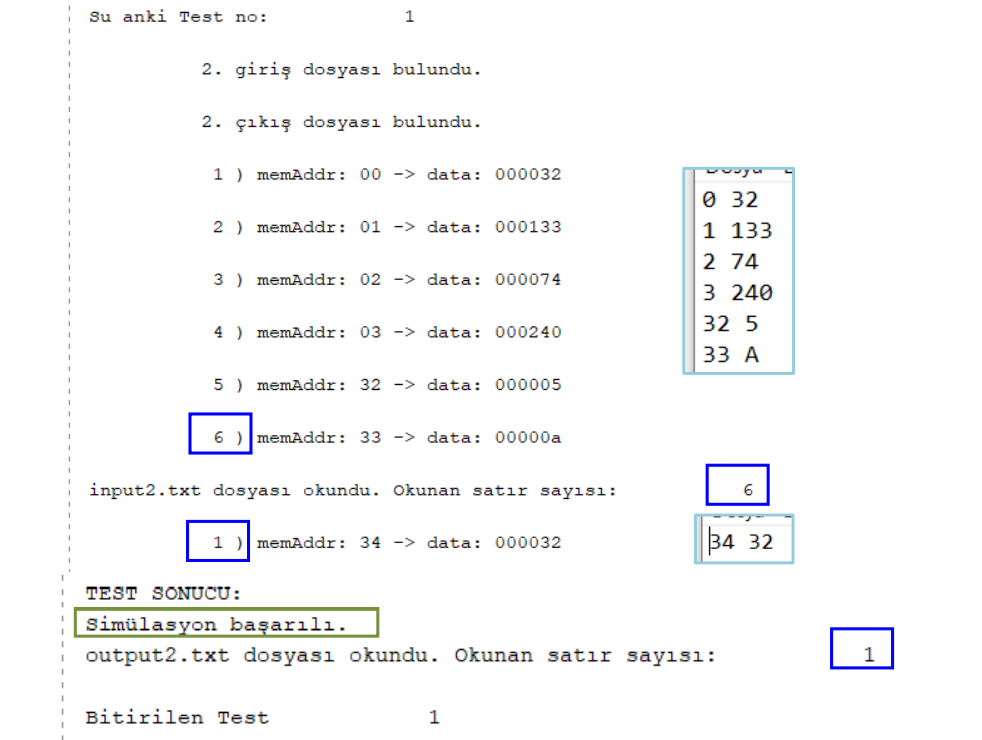 Su anki Test no: 1
2. giriş dosyası bulundu.
2. çıkış dosyası bulundu.
1 ) memAddr: 00 -> data: 000032
2 ) memAddr: 01 -> data: 000133
3 ) memAddr: 02 -> data: 000074
4 ) memAddr: 03 -> data: 000240
5 ) memAddr: 32 -> data: 000005
6 ) memAddr: 33 -> data: 00000a
0 32
1 133
2 74
3 240
32 5
33 A
input2.txt dosyası okundu. Okunan satır sayısı: 6
1 ) memAddr: 34 -> data: 000032
34 32
TEST SONUCU:
Simülasyon başarılı.
output2.txt dosyası okundu. Okunan satır sayısı: 1
Bitirilen Test 1